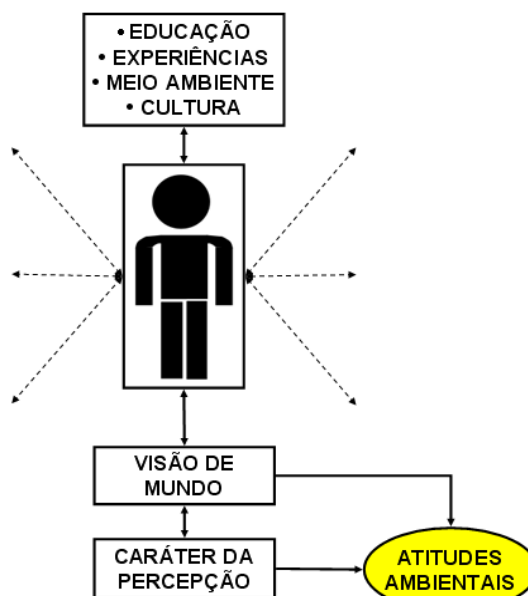 • EDUCAÇÃO
• EXPERIÊNCIAS
• MEIO AMBIENTE
• CULTURA
VISÃO DE
MUNDO
CARÁTER DA
PERCEPÇÃO
ATITUDES
AMBIENTAIS